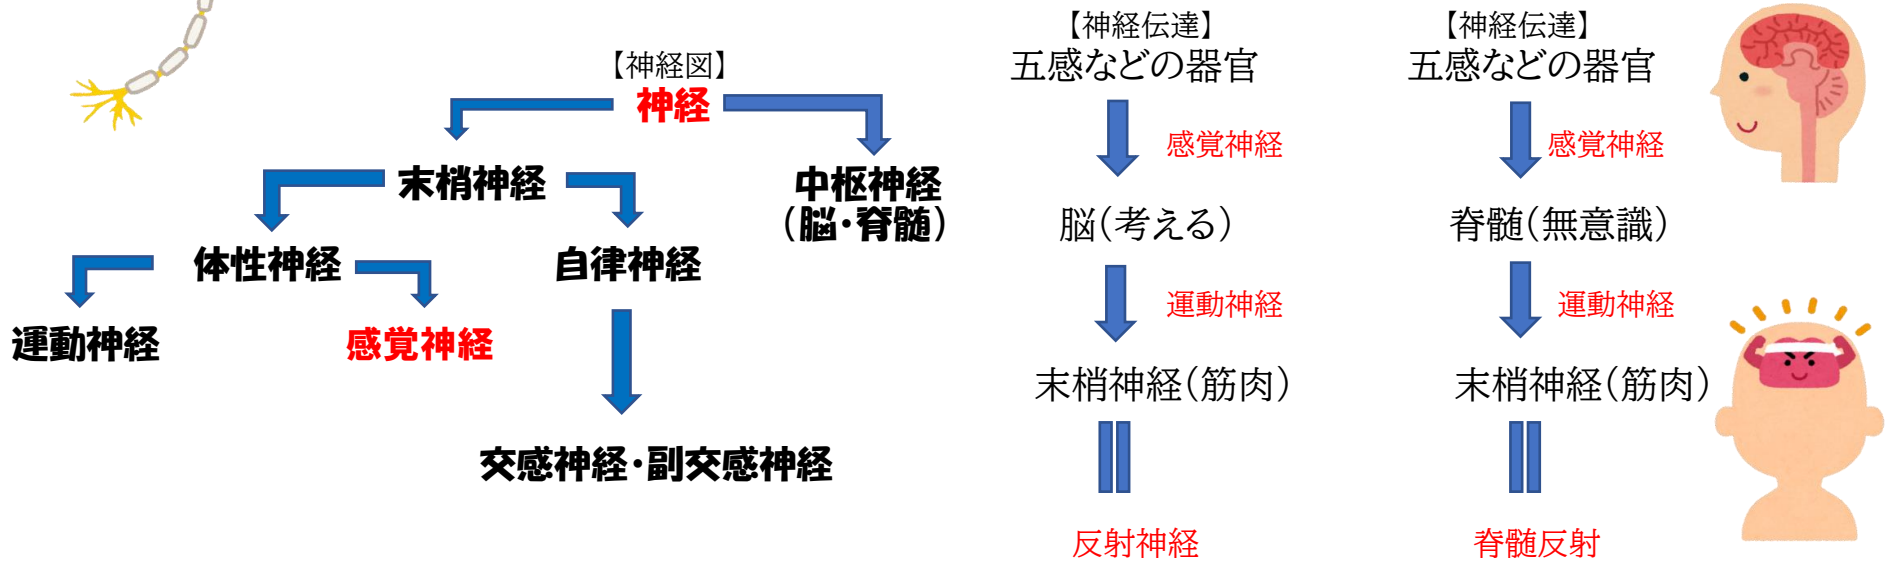 【神経図】
神経
末梢神経
中枢神経
(脳・脊髄)
体性神経
自律神経
運動神経
感覚神経
交感神経・副交感神経
【神経伝達】
五感などの器官
感覚神経
脳(考える)
運動神経
末梢神経(筋肉)
反射神経
【神経伝達】
五感などの器官
感覚神経
脊髄(無意識)
運動神経
末梢神経(筋肉)
脊髄反射